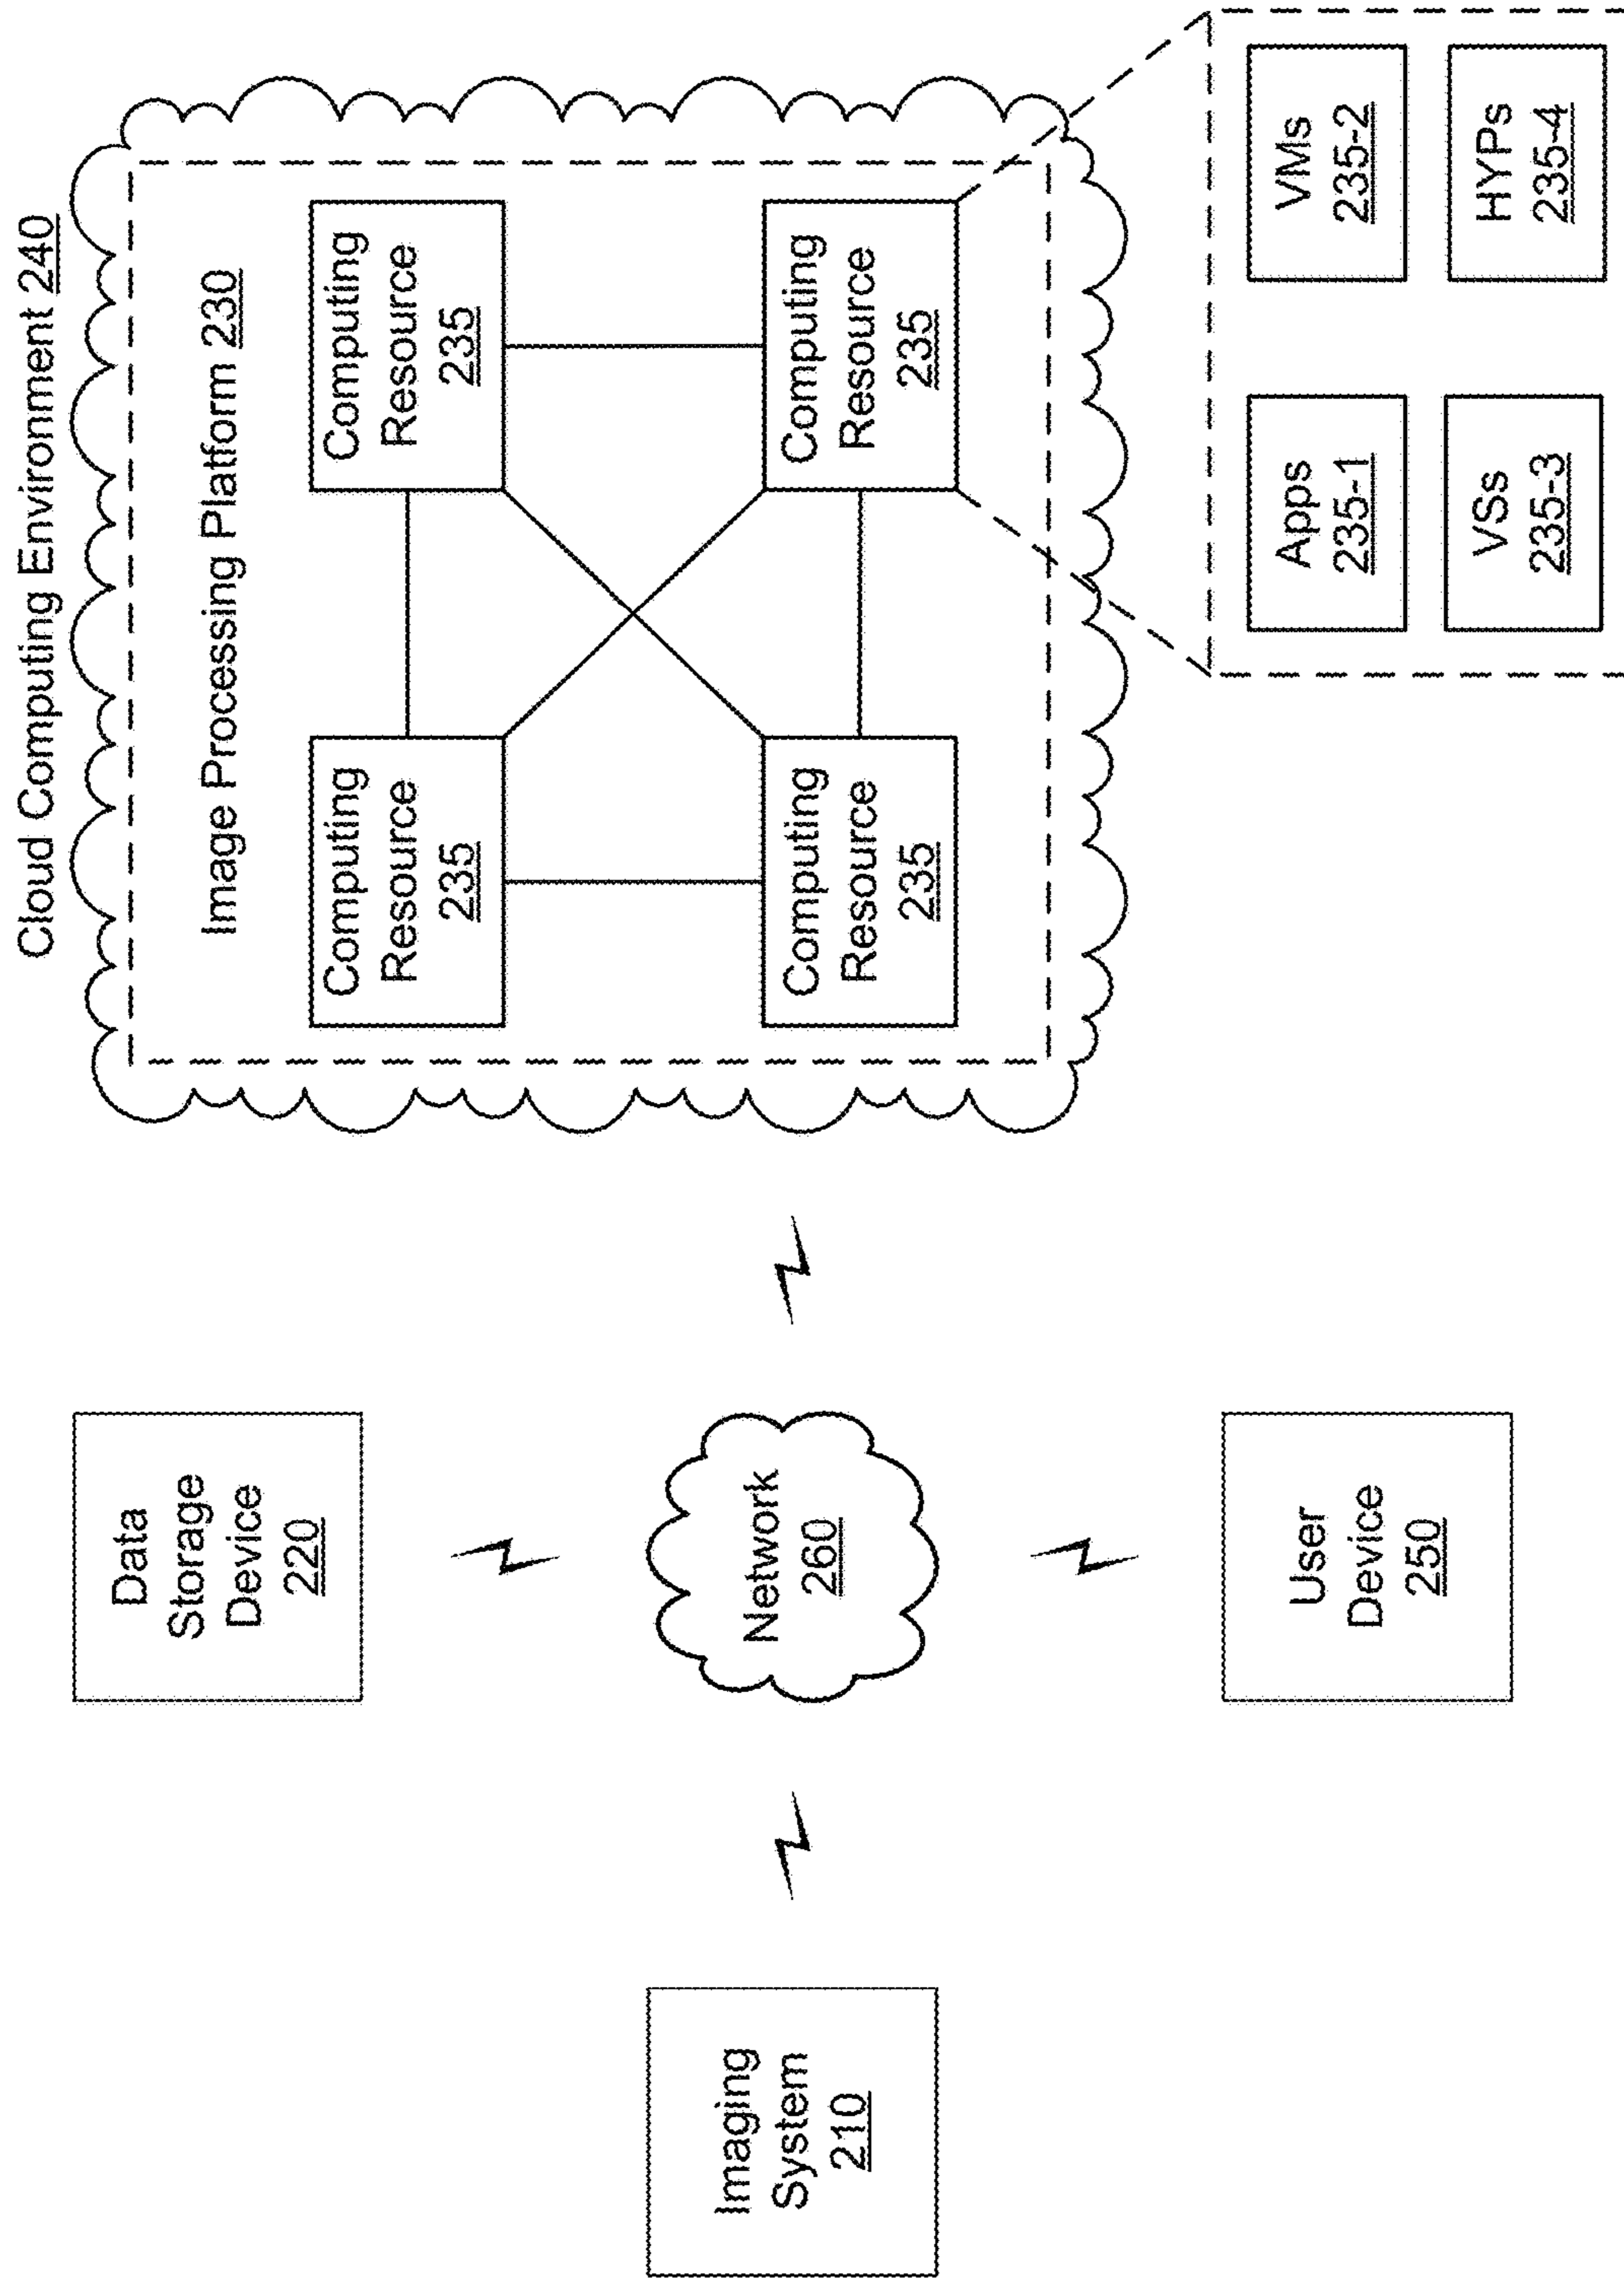 Cloud Computing Environment 240
Image Processing Platform 230
Computing
Resource
235
Computing
Resource
235
Computing
Resource
235
Computing
Resource
235
Data
Storage
Device
220
Imaging
System
210
Network
260
User
Device
250
Apps
235-1
VMs
235-2
VSs
235-3
HYPs
235-4